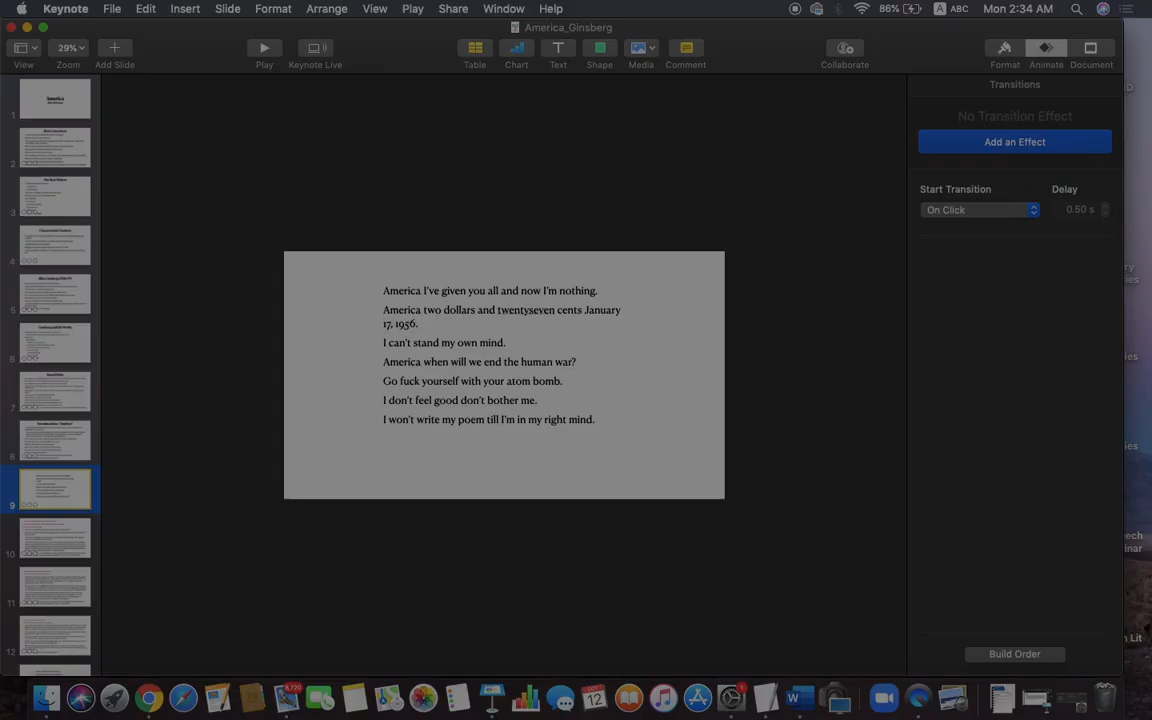 Keynote File Edit Insert Slide Format Arrange View Play Share Window Help 86% A ABC Mon 2:34 AM
America_Ginsberg
29%
View Zoom Add Slide Play Keynote Live Table Chart Text Shape Media Comment Collaborate Format Animate Document
Transitions
No Transition Effect
Add an Effect
Start Transition Delay
On Click 0.50 s
America
1
2
3
4
5
6
7
8
9
10
11
12
America I've given you all and now I'm nothing.
America two dollars and twentyseven cents January
17, 1956.
I can't stand my own mind.
America when will we end the human war?
Go fuck yourself with your atom bomb.
I don't feel good don't bother me.
I won't write my poem till I'm in my right mind.
Build Order
8,720
OCT
12
1
W